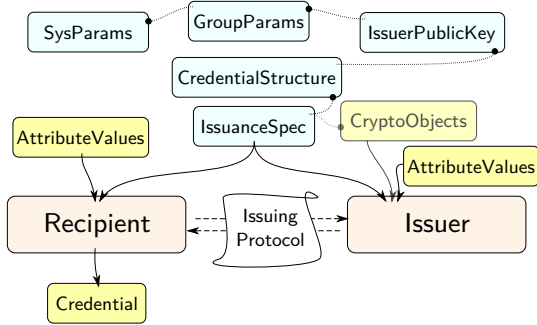 SysParams
GroupParams
IssuerPublicKey
CredentialStructure
IssuanceSpec
CryptoObjects
AttributeValues
AttributeValues
Recipient
Issuing
Protocol
Issuer
Credential